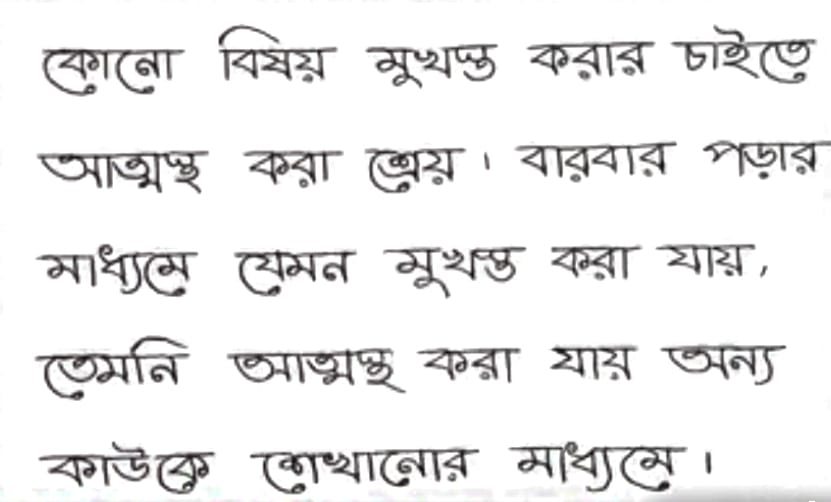 কোনো বিষয় মুখস্ত করার চাইতে
আত্মস্থ করা শ্রেয়। বারবার পড়ার
মাধ্যমে যেমন মুখস্ত করা যায়,
তেমনি আত্মস্থ করা যায় অন্য
কাউকে শেখানোর মাধ্যমে।